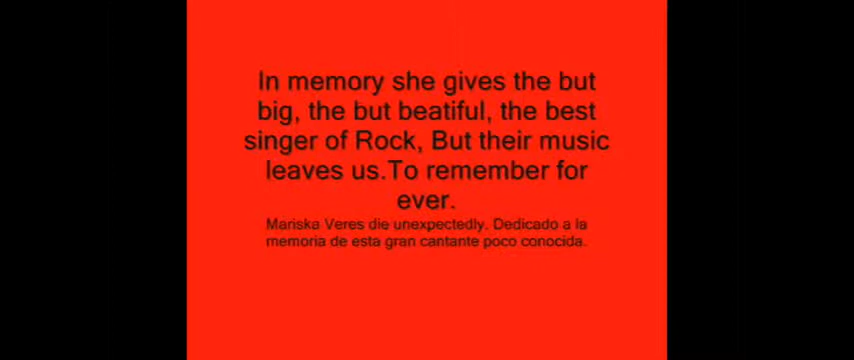 In memory she gives the but
big, the but beatiful, the best
singer of Rock, But their music
leaves us.To remember for
ever.
Mariska Veres die unexpectedly. Dedicado a la
memoria de esta gran cantante poco conocida.